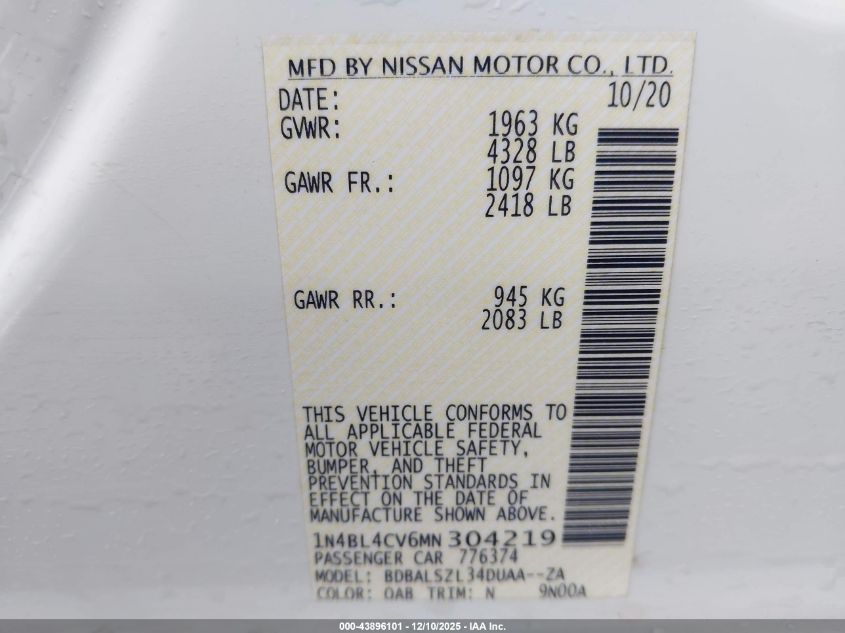 MFD BY NISSAN MOTOR CO., LTD.
DATE: 10/20
GVWR: 1963 KG
4328 LB
GAWR FR.: 1097 KG
2418 LB
GAWR RR.: 945 KG
2083 LB
THIS VEHICLE CONFORMS TO
ALL APPLICABLE FEDERAL
MOTOR VEHICLE SAFETY,
BUMPER, AND THEFT
PREVENTION STANDARDS IN
EFFECT ON THE DATE OF
MANUFACTURE SHOWN ABOVE.
1N4BL4CV6MN 304219
PASSENGER CAR 776374
MODEL: BDBALSZL34DUAA--ZA
COLOR: QAB TRIM: N 9N00A
000-43896101 - 12/10/2025 - IAA Inc.